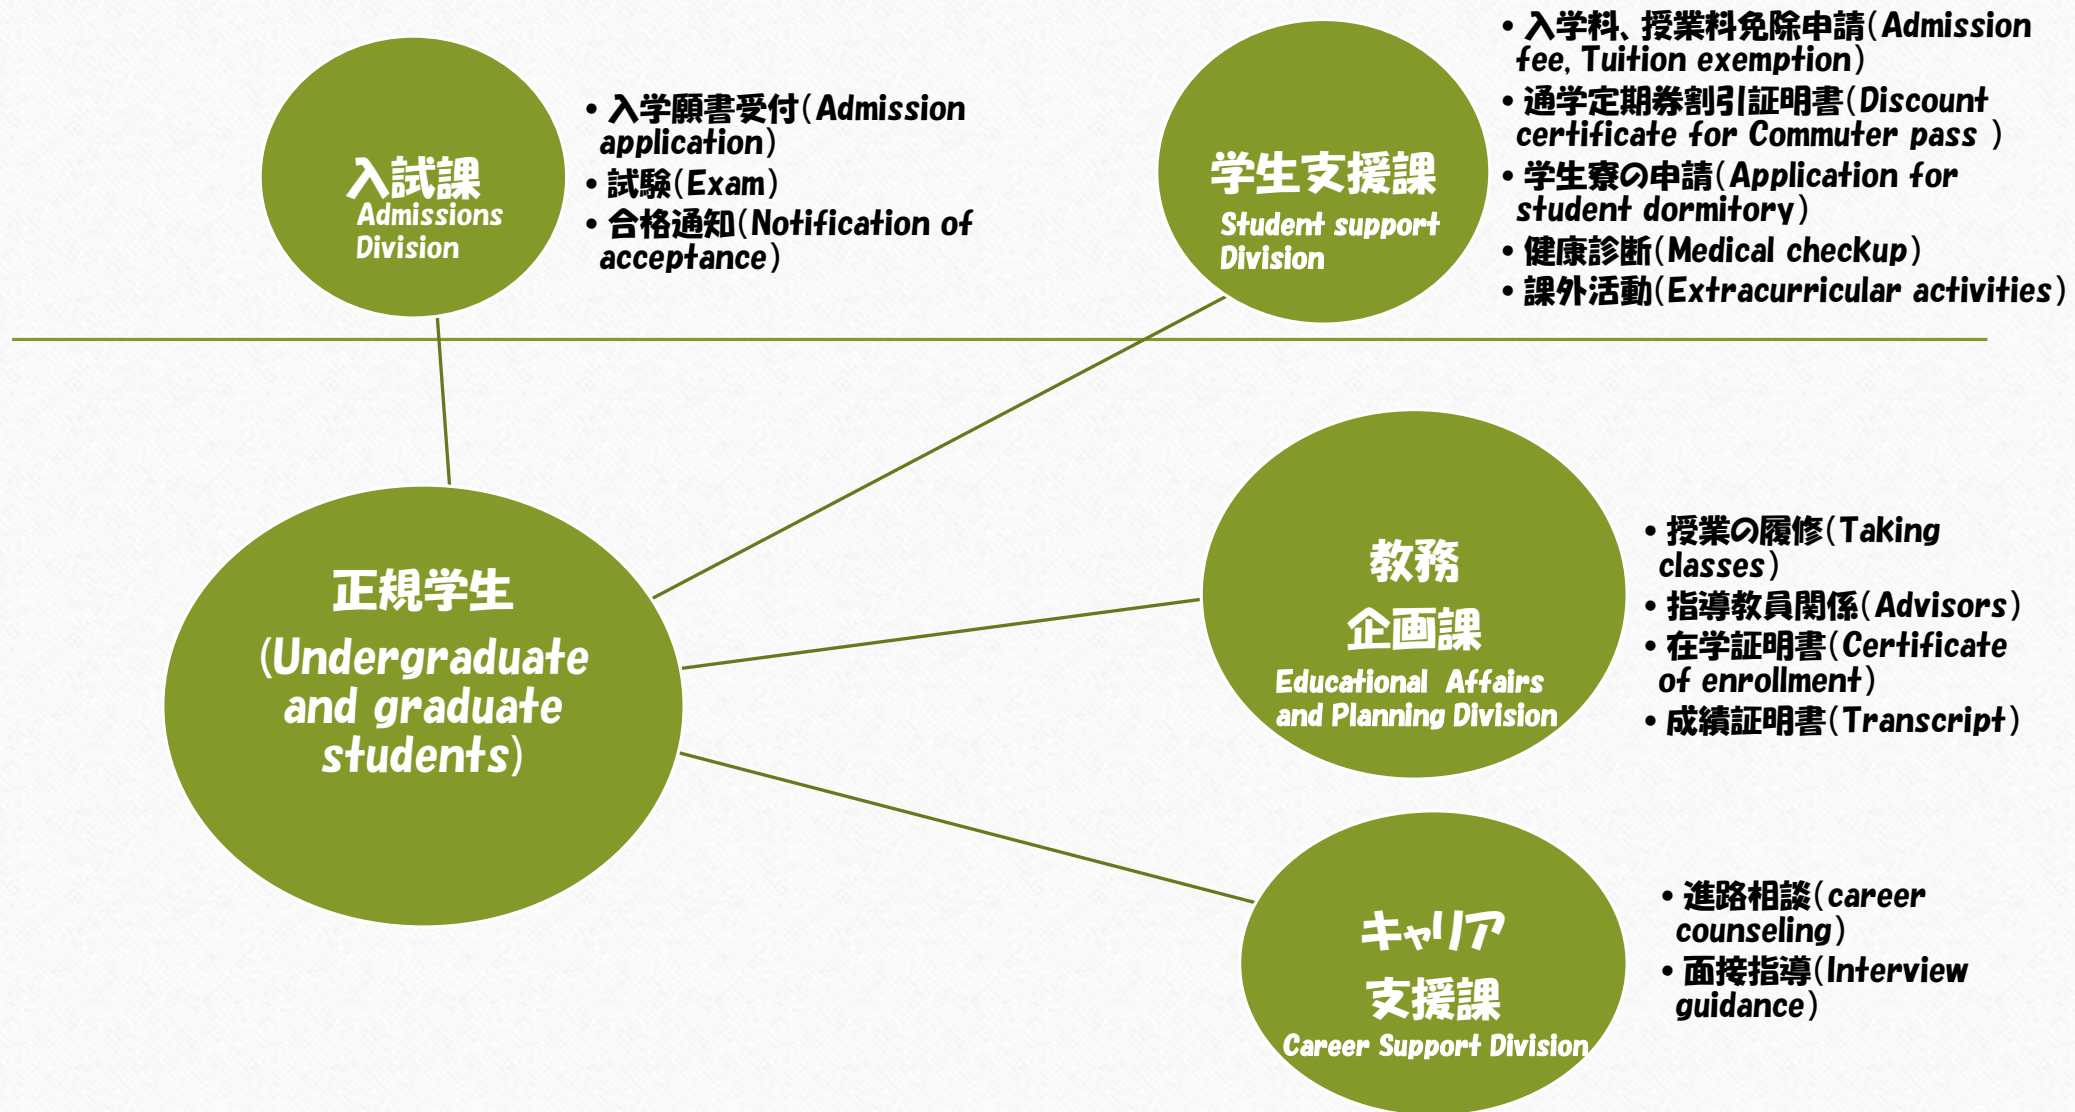 入試課
Admissions
Division
• 入学願書受付(Admission
application)
• 試験(Exam)
• 合格通知(Notification of
acceptance)
学生支援課
Student support
Division
• 入学料、授業料免除申請(Admission
fee, Tuition exemption)
• 通学定期券割引証明書(Discount
certificate for Commuter pass )
• 学生寮の申請(Application for
student dormitory)
• 健康診断(Medical checkup)
• 課外活動(Extracurricular activities)
正規学生
(Undergraduate
and graduate
students)
教務
企画課
Educational Affairs
and Planning Division
• 授業の履修(Taking
classes)
• 指導教員関係(Advisors)
• 在学証明書(Certificate
of enrollment)
• 成績証明書(Transcript)
キャリア
支援課
Career Support Division
• 進路相談(career
counseling)
• 面接指導(Interview
guidance)